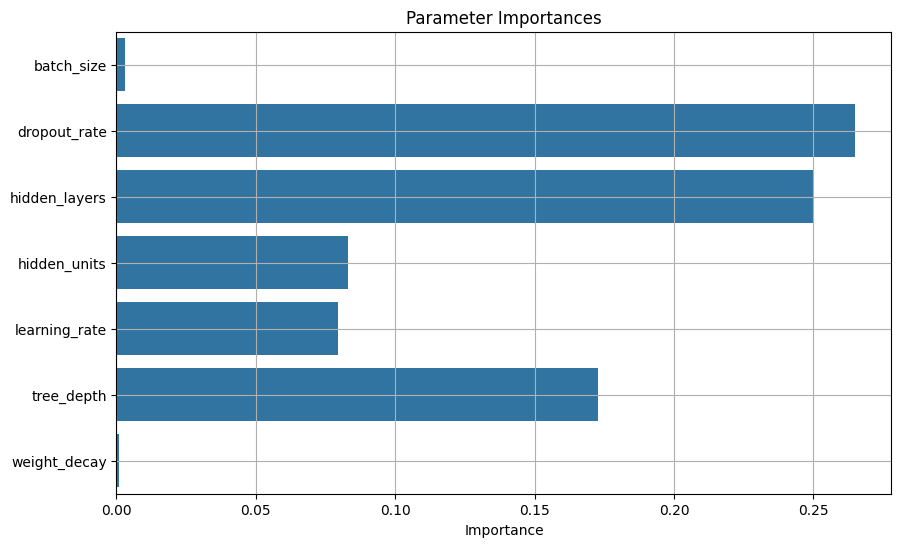 Parameter Importances
batch_size
dropout_rate
hidden_layers
hidden_units
learning_rate
tree_depth
weight_decay
0.00 0.05 0.10 0.15 0.20 0.25
Importance